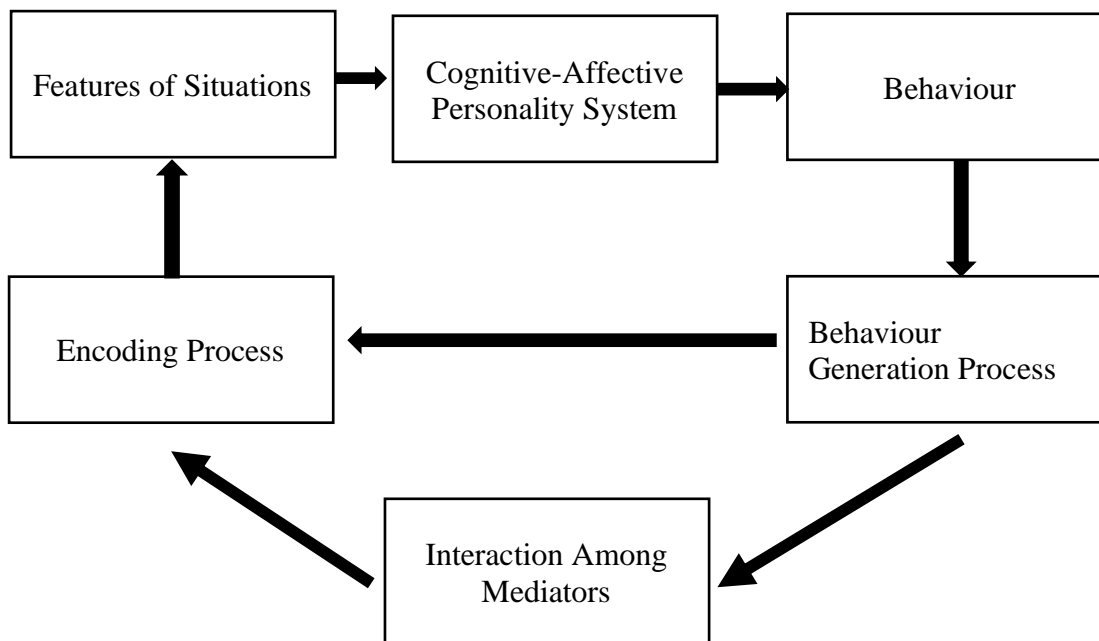 Features of Situations
Cognitive-Affective
Personality System
Behaviour
Encoding Process
Behaviour
Generation Process
Interaction Among
Mediators